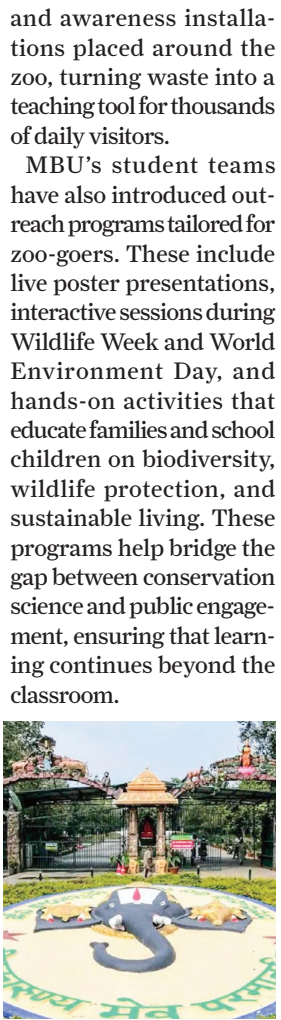 and awareness installa-
tions placed around the
zoo, turning waste into a
teaching tool for thousands
of daily visitors.
MBU's student teams
have also introduced out-
reach programs tailored for
zoo-goers. These include
live poster presentations,
interactive sessions during
Wildlife Week and World
Environment Day, and
hands-on activities that
educate families and school
children on biodiversity,
wildlife protection, and
sustainable living. These
programs help bridge the
gap between conservation
science and public engage-
ment, ensuring that learn-
ing continues beyond the
classroom.
मेव